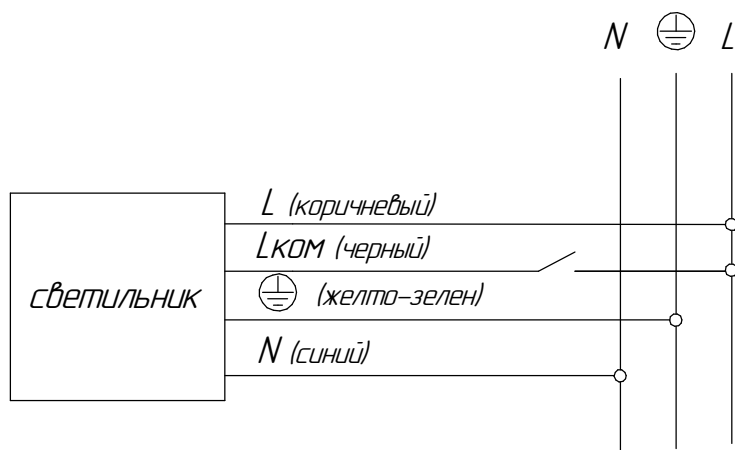 N L
L (коричневый)
Lком (черный)
светильник
(желто-зелен)
N (синий)